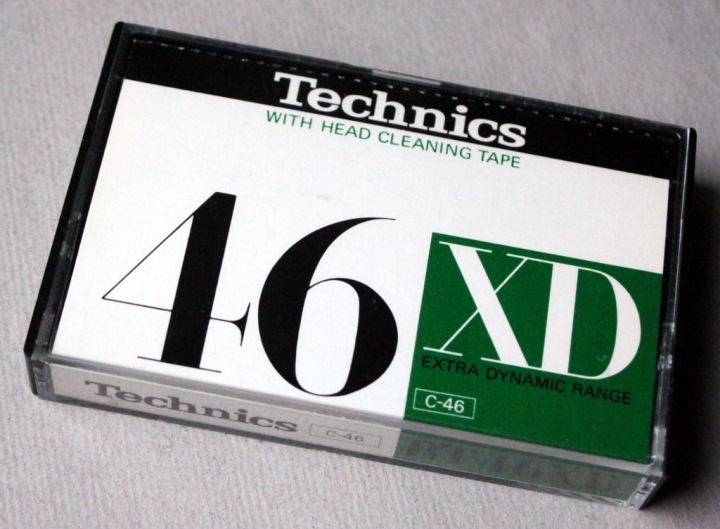 Technics
WITH HEAD CLEANING TAPE
46
XD
EXTRA DYNAMIC RANGE
C-46
Technics C-46